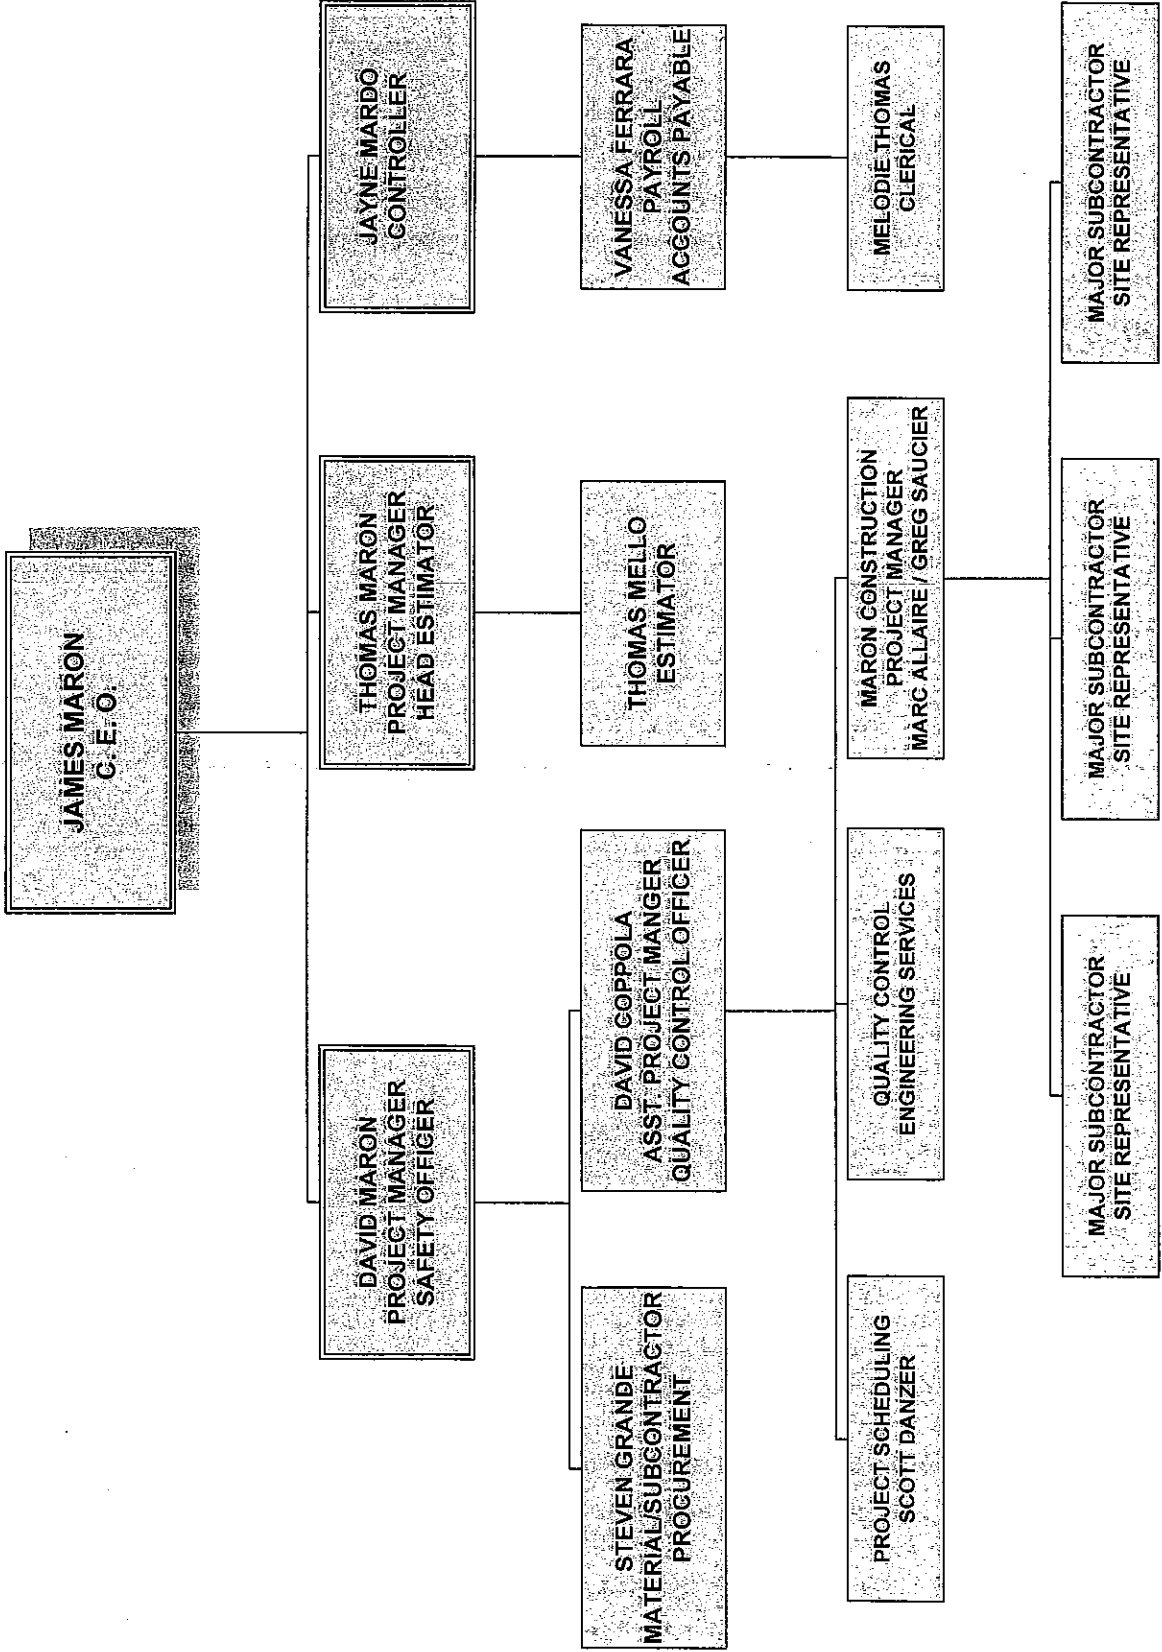 JAMES MARON
C. E. O.
DAVID MARON
PROJECT MANAGER
SAFETY OFFICER
THOMAS MARON
PROJECT MANAGER
HEAD ESTIMATOR
JAYNE MARDO
CONTROLLER
STEVEN GRANDE
MATERIAL/SUBCONTRACTOR
PROCUREMENT
DAVID COPPOLA
ASST. PROJECT MANGER
QUALITY CONTROL OFFICER
THOMAS MELLO
ESTIMATOR
VANESSA FERRARA
PAYROLL
ACCOUNTS PAYABLE
PROJECT SCHEDULING
SCOTT DANZER
QUALITY CONTROL
ENGINEERING SERVICES
MARON CONSTRUCTION
PROJECT MANAGER
MARC ALLAIRE / GREG SAUCIER
MELODIE THOMAS
CLERICAL
MAJOR SUBCONTRACTOR
SITE REPRESENTATIVE
MAJOR SUBCONTRACTOR
SITE REPRESENTATIVE
MAJOR SUBCONTRACTOR
SITE REPRESENTATIVE